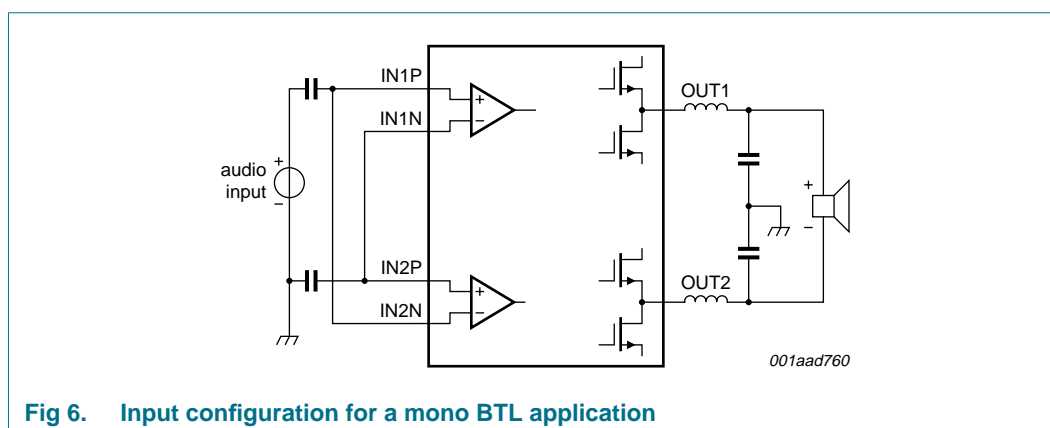 IN1P
IN1N
audio
input
+
−
IN2P
IN2N
+
−
+
−
OUT1
OUT2
+
−
001aad760
Fig 6. Input configuration for a mono BTL application